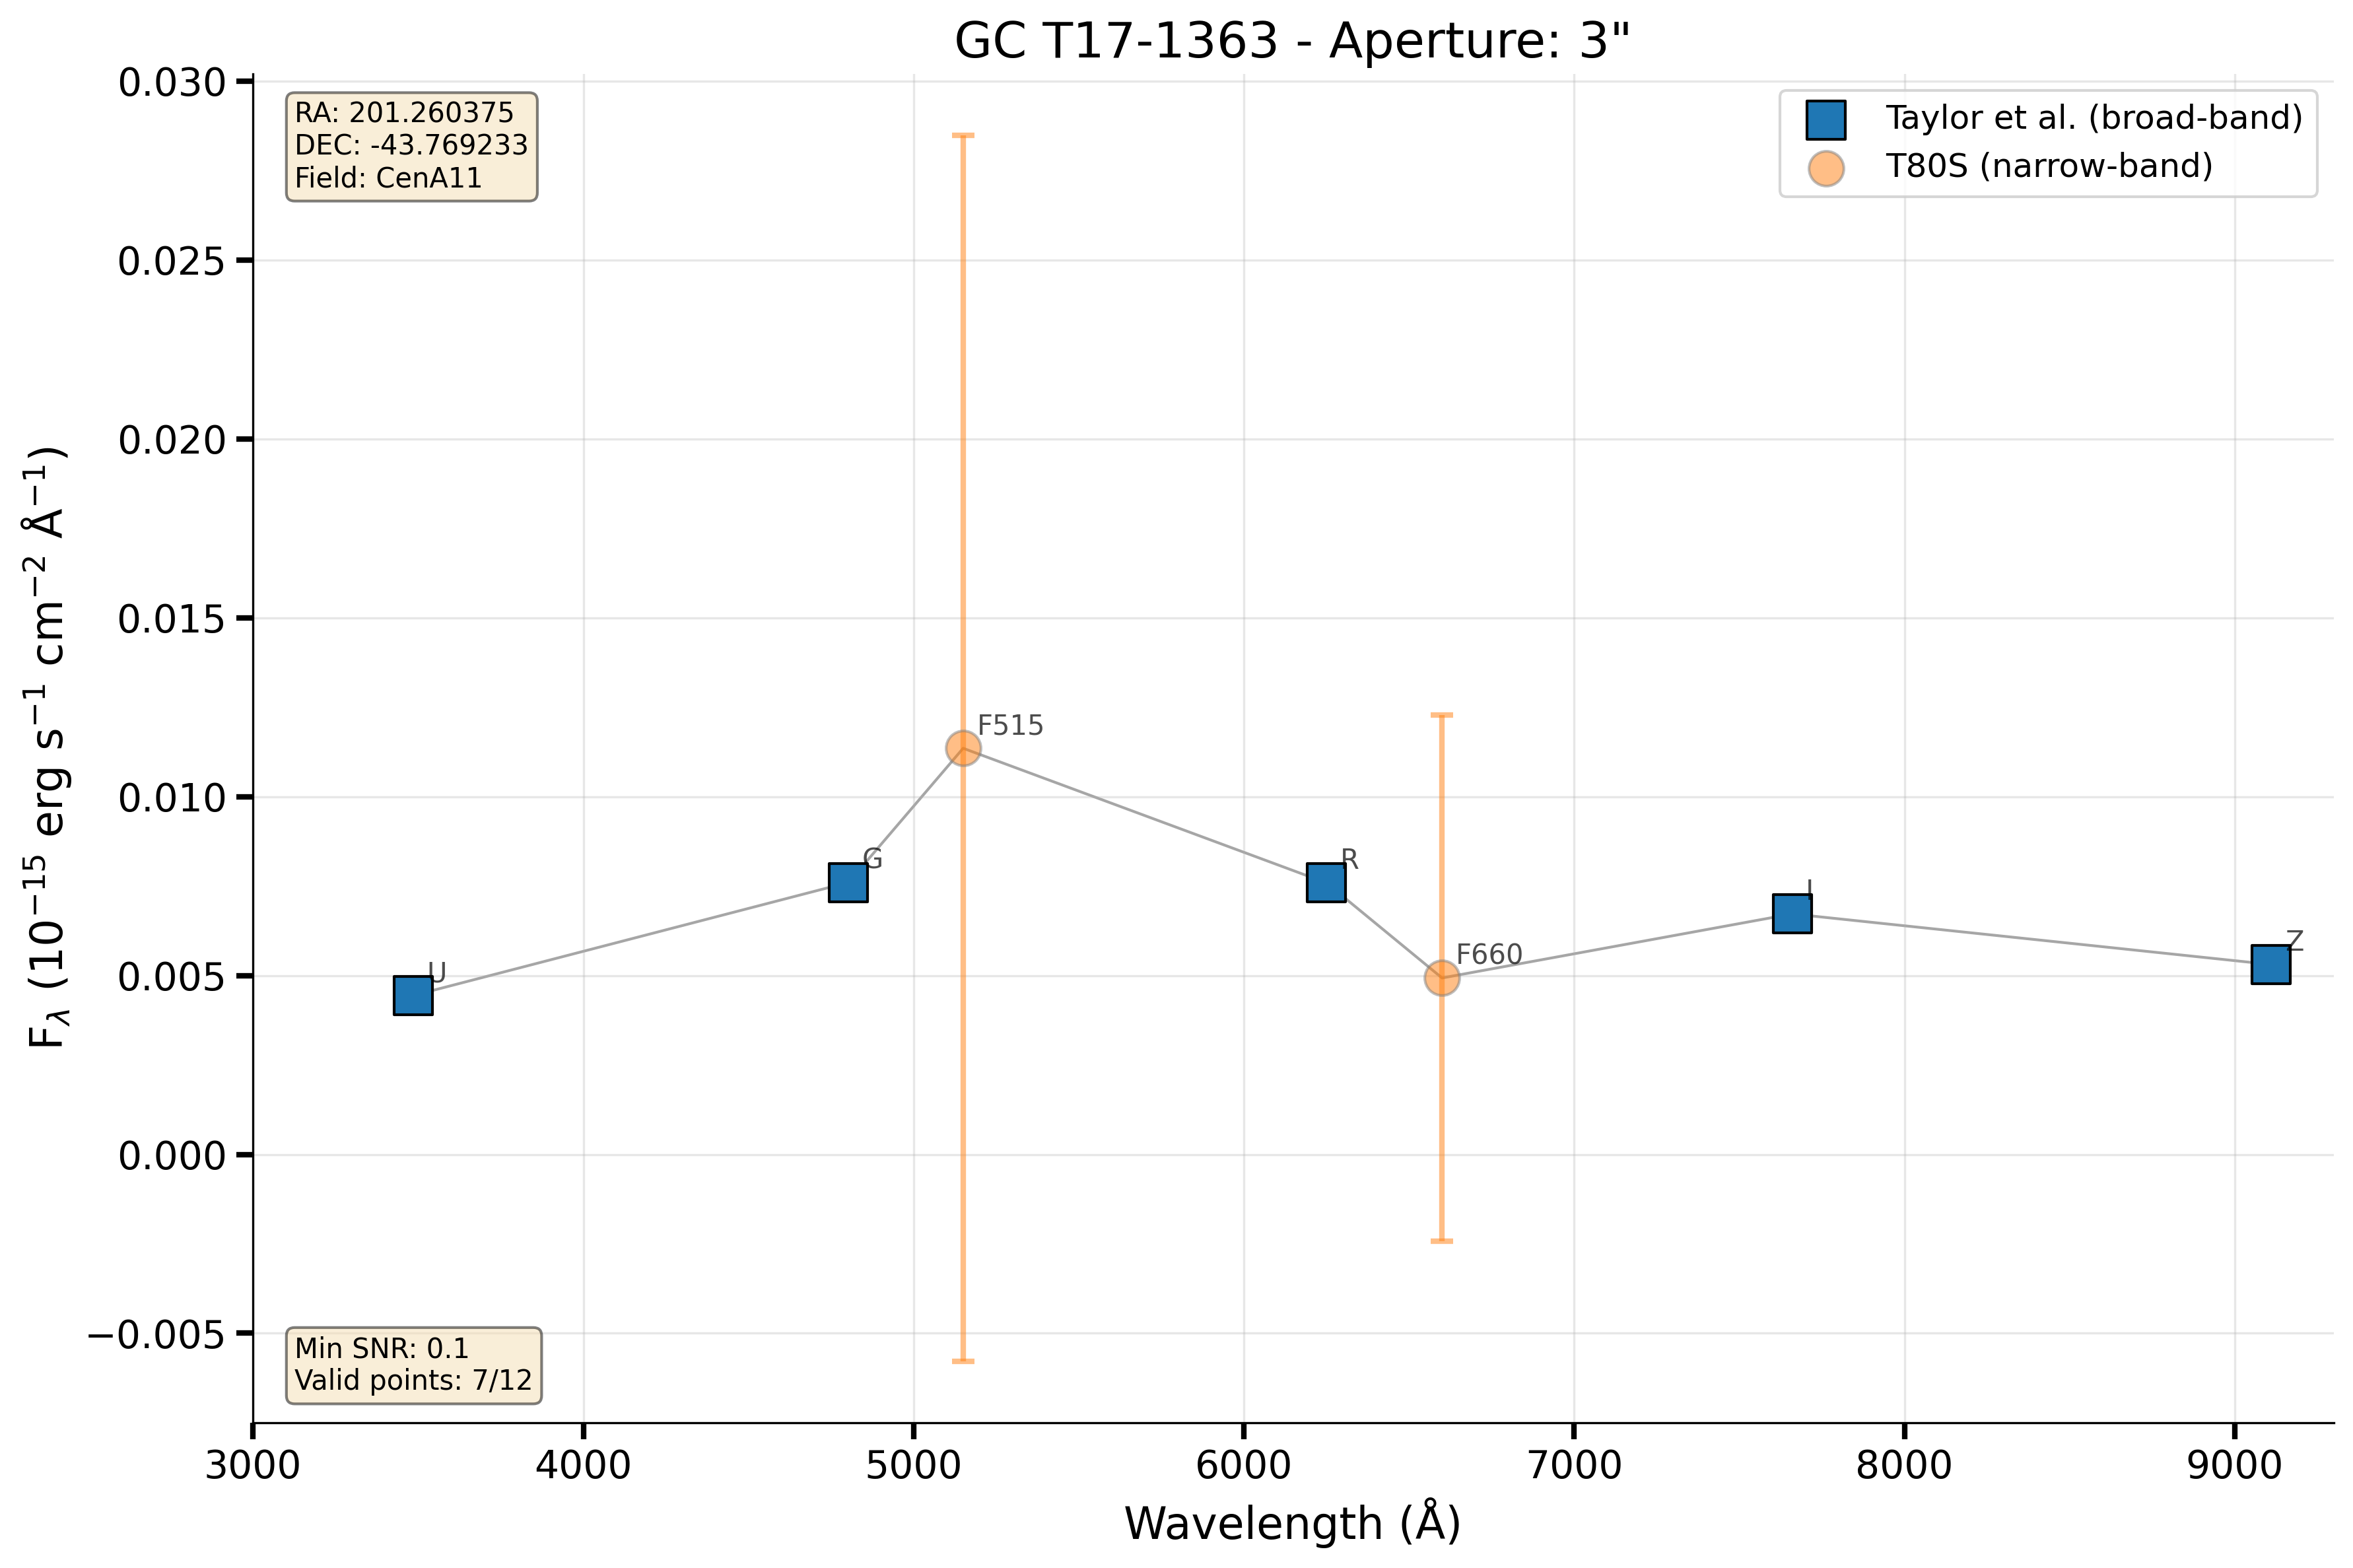 GC T17-1363 - Aperture: 3"
RA: 201.260375
DEC: -43.769233
Field: CenA11
Taylor et al. (broad-band)
T80S (narrow-band)
0.030
0.025
0.020
0.015
0.010
0.005
0.000
−0.005
F_λ (10⁻¹⁵ erg s⁻¹ cm⁻² Å⁻¹)
U
G
F515
R
F660
I
Z
Min SNR: 0.1
Valid points: 7/12
3000 4000 5000 6000 7000 8000 9000
Wavelength (Å)